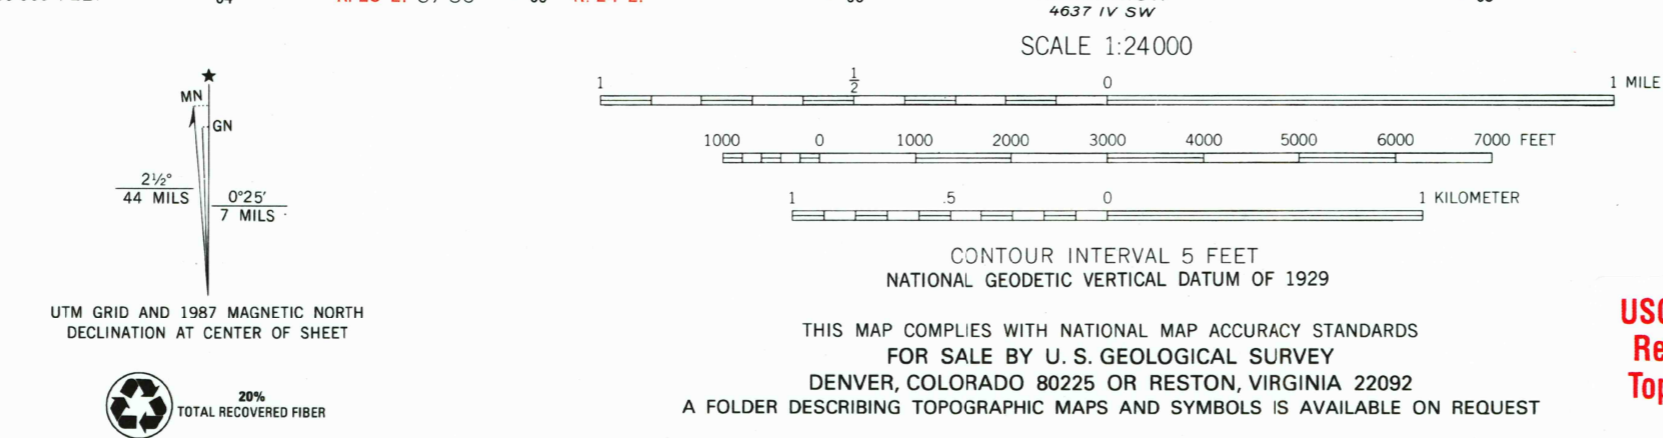 4637 IV SW
SCALE 1:24000
1 ½ 0 1 MILE
1000 0 1000 2000 3000 4000 5000 6000 7000 FEET
1 .5 0 1 KILOMETER
CONTOUR INTERVAL 5 FEET
NATIONAL GEODETIC VERTICAL DATUM OF 1929
THIS MAP COMPLIES WITH NATIONAL MAP ACCURACY STANDARDS
FOR SALE BY U. S. GEOLOGICAL SURVEY
DENVER, COLORADO 80225 OR RESTON, VIRGINIA 22092
A FOLDER DESCRIBING TOPOGRAPHIC MAPS AND SYMBOLS IS AVAILABLE ON REQUEST
MN
GN
2½°
44 MILS
0°25′
7 MILS
UTM GRID AND 1987 MAGNETIC NORTH
DECLINATION AT CENTER OF SHEET
20%
TOTAL RECOVERED FIBER